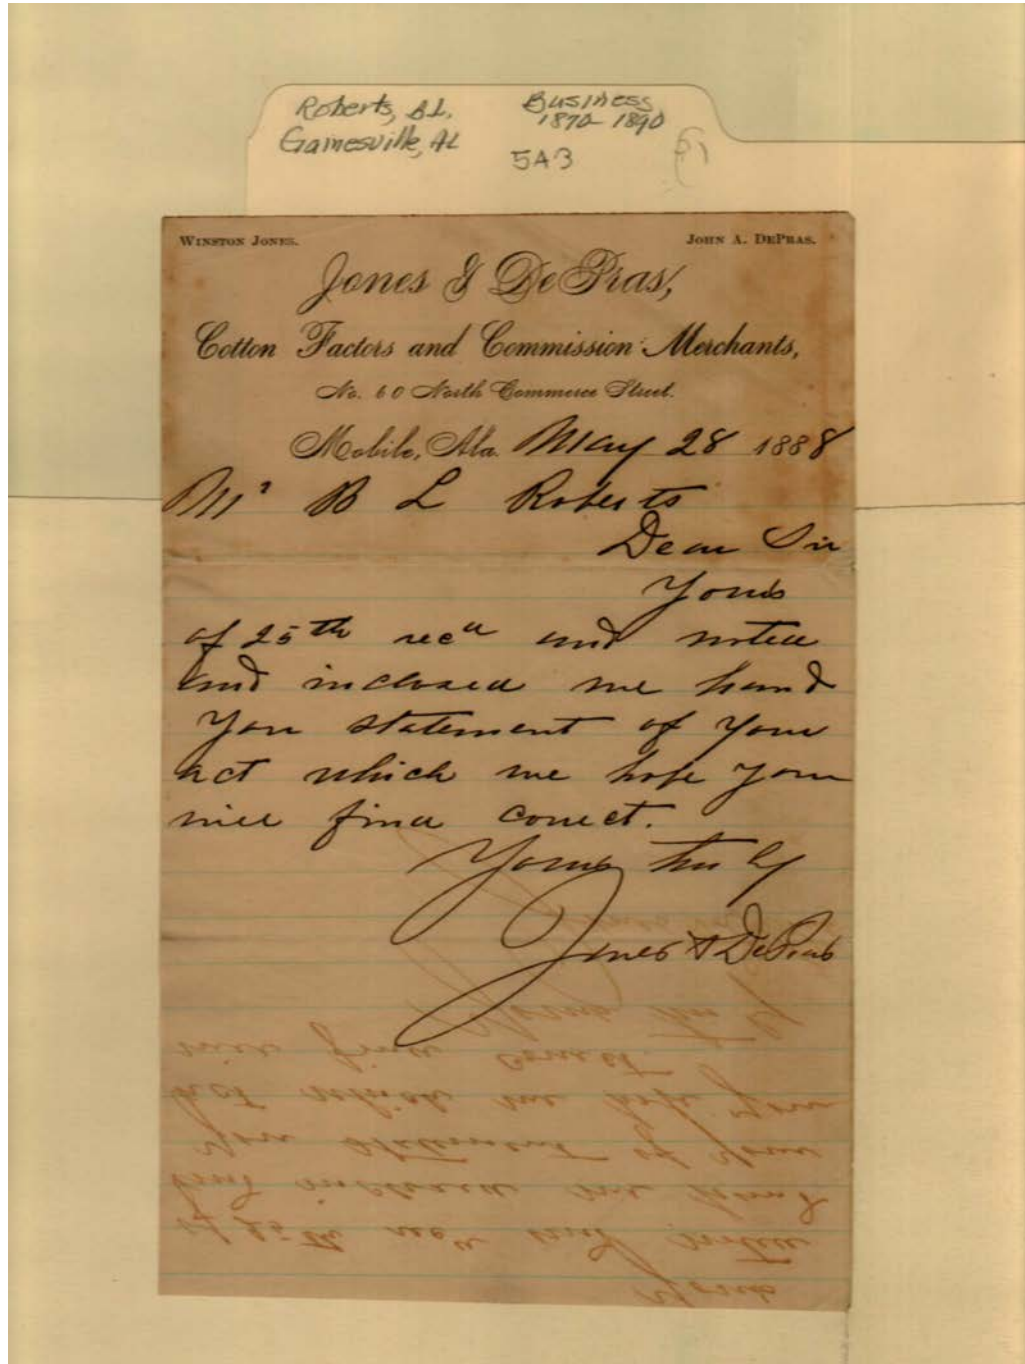 Roberts, B.L. Business
Gainesville, AL 1870-1890
5A3
WINSTON JONES. JOHN A. DEPRAS.
Jones & DePras,
Cotton Factors and Commission Merchants,
No. 60 North Commerce Street.
Mobile, Ala. May 28 1888
Mr B L Roberts
Dear Sir
Yours
of 25th recd and noted
and inclosed we hand
you statement of your
act which we hope you
will find correct.
Yours truly
Jones & DePras